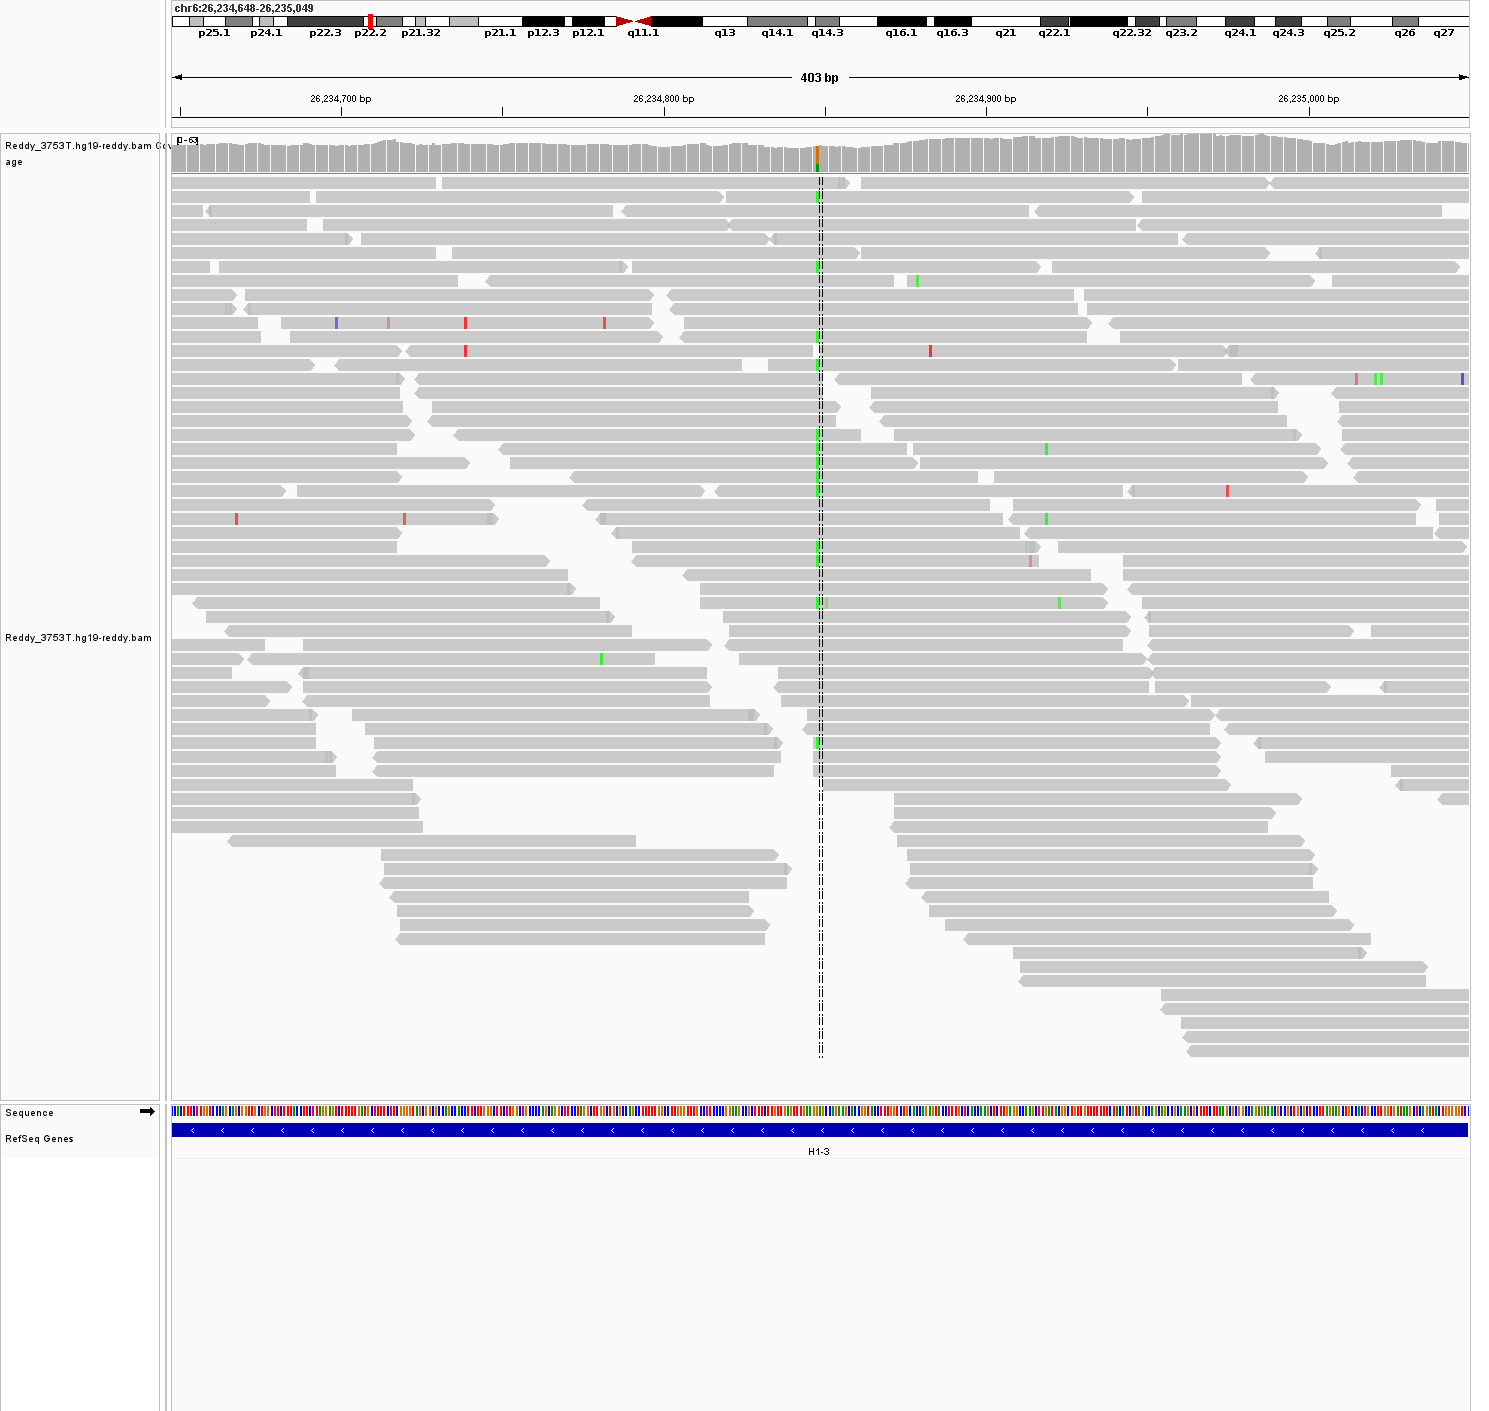 chr6:26,234,648-26,235,049
p25.1 p24.1 p22.3 p22.2 p21.32 p21.1 p12.3 p12.1 q11.1 q13 q14.1 q14.3 q16.1 q16.3 q21 q22.1 q22.32 q23.2 q24.1 q24.3 q25.2 q26 q27
403 bp
26,234,700 bp 26,234,800 bp 26,234,900 bp 26,235,000 bp
[0-63]
Reddy_3753T.hg19-reddy.bam Cov
age
Reddy_3753T.hg19-reddy.bam
Sequence
RefSeq Genes
H1-3